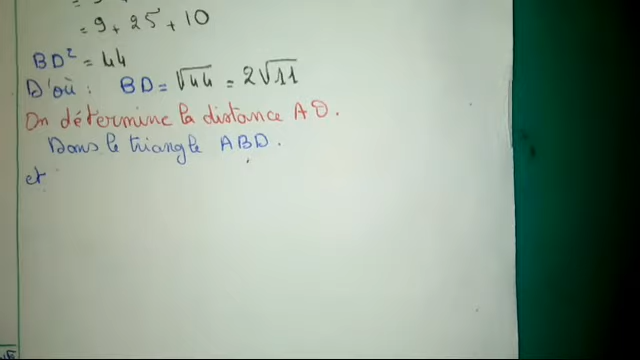 = 9 + 25 + 10
BD² = 44
D'où : BD = √44 = 2√11
On détermine la distance AD.
Dans le triangle ABD.
et